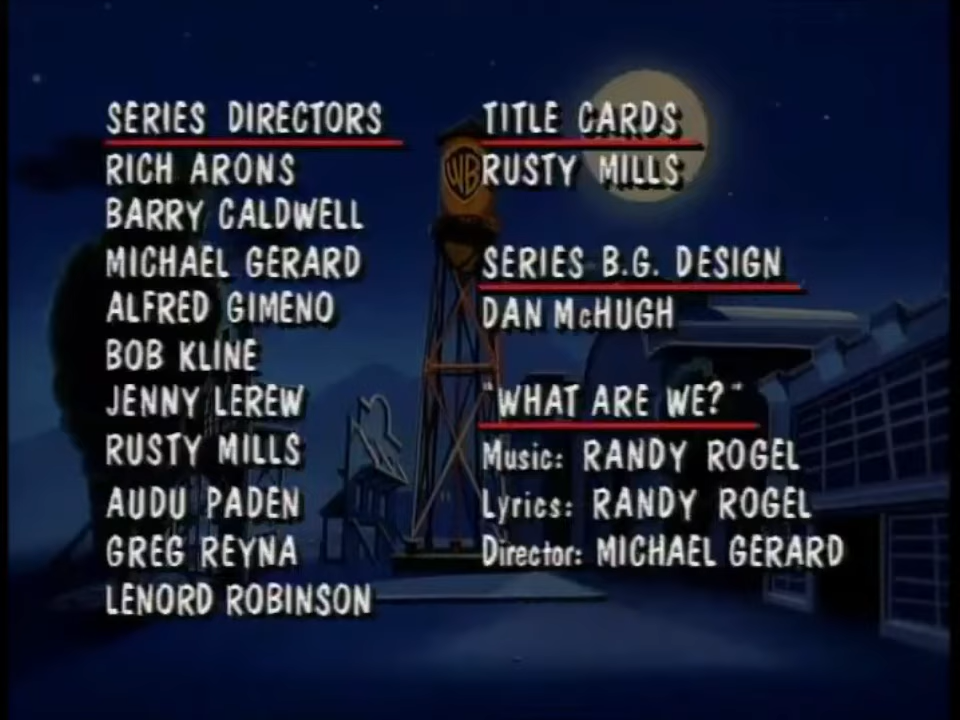 SERIES DIRECTORS
RICH ARONS
BARRY CALDWELL
MICHAEL GERARD
ALFRED GIMENO
BOB KLINE
JENNY LEREW
RUSTY MILLS
AUDU PADEN
GREG REYNA
LENORD ROBINSON
TITLE CARDS
RUSTY MILLS
SERIES B.G. DESIGN
DAN McHUGH
"WHAT ARE WE?"
Music: RANDY ROGEL
Lyrics: RANDY ROGEL
Director: MICHAEL GERARD
WB